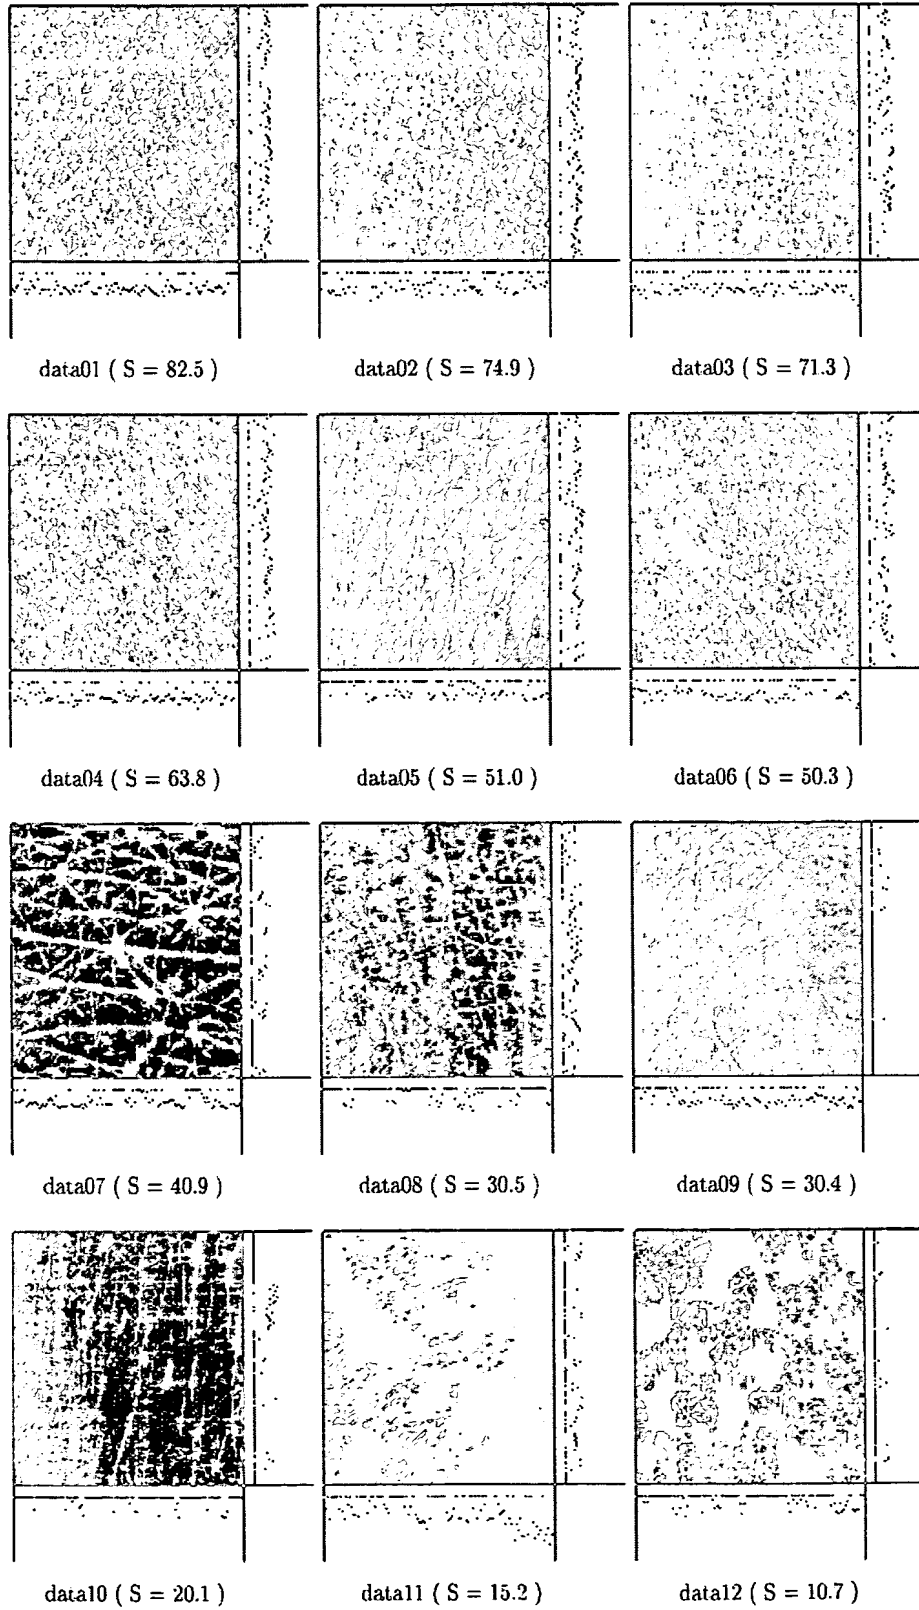 data01 ( S = 82.5 )
data02 ( S = 74.9 )
data03 ( S = 71.3 )
data04 ( S = 63.8 )
data05 ( S = 51.0 )
data06 ( S = 50.3 )
data07 ( S = 40.9 )
data08 ( S = 30.5 )
data09 ( S = 30.4 )
data10 ( S = 20.1 )
data11 ( S = 15.2 )
data12 ( S = 10.7 )